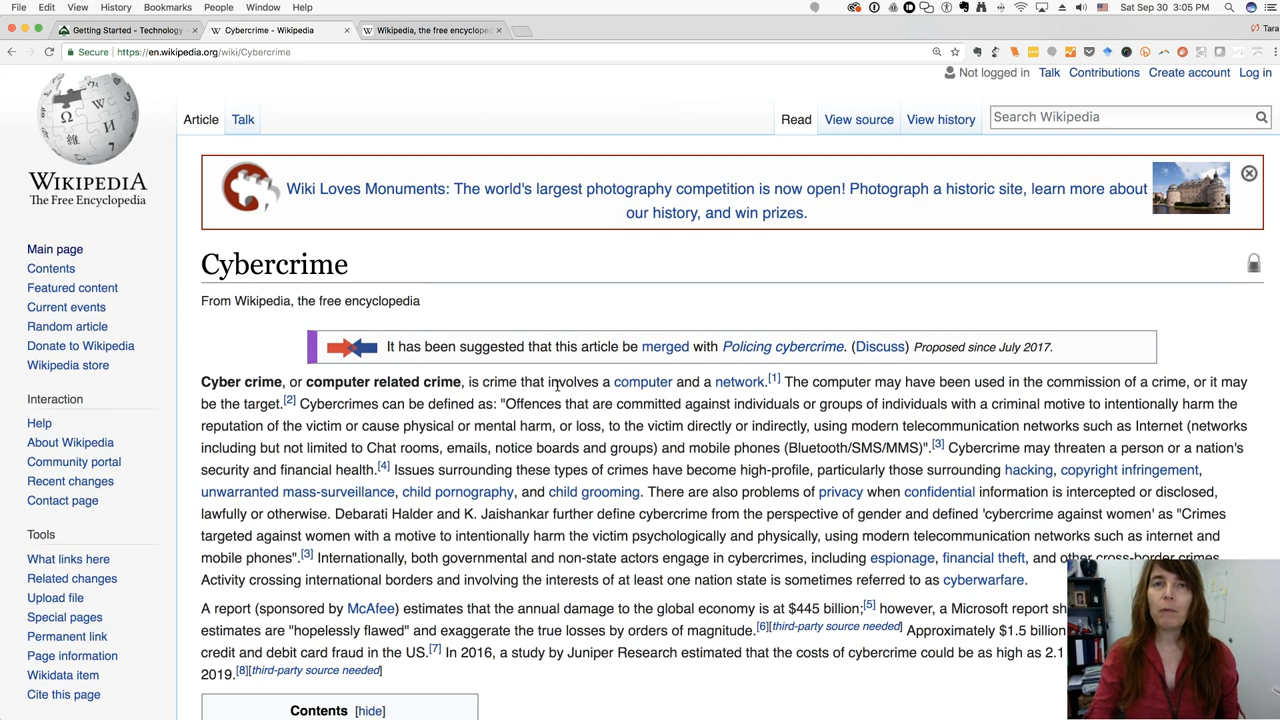 File Edit View History Bookmarks People Window Help
Sat Sep 30 3:05 PM
Getting Started - Technology
Cybercrime - Wikipedia
Wikipedia, the free encyclopedia
Tara
Secure https://en.wikipedia.org/wiki/Cybercrime
Not logged in Talk Contributions Create account Log in
Article Talk
Read View source View history
Search Wikipedia
WIKIPEDIA
The Free Encyclopedia
Wiki Loves Monuments: The world's largest photography competition is now open! Photograph a historic site, learn more about
our history, and win prizes.
Main page
Contents
Featured content
Current events
Random article
Donate to Wikipedia
Wikipedia store
Interaction
Help
About Wikipedia
Community portal
Recent changes
Contact page
Tools
What links here
Related changes
Upload file
Special pages
Permanent link
Page information
Wikidata item
Cite this page
Cybercrime
From Wikipedia, the free encyclopedia
It has been suggested that this article be merged with Policing cybercrime. (Discuss) Proposed since July 2017.
Cyber crime, or computer related crime, is crime that involves a computer and a network.[1] The computer may have been used in the commission of a crime, or it may
be the target.[2] Cybercrimes can be defined as: "Offences that are committed against individuals or groups of individuals with a criminal motive to intentionally harm the
reputation of the victim or cause physical or mental harm, or loss, to the victim directly or indirectly, using modern telecommunication networks such as Internet (networks
including but not limited to Chat rooms, emails, notice boards and groups) and mobile phones (Bluetooth/SMS/MMS)".[3] Cybercrime may threaten a person or a nation's
security and financial health.[4] Issues surrounding these types of crimes have become high-profile, particularly those surrounding hacking, copyright infringement,
unwarranted mass-surveillance, child pornography, and child grooming. There are also problems of privacy when confidential information is intercepted or disclosed,
lawfully or otherwise. Debarati Halder and K. Jaishankar further define cybercrime from the perspective of gender and defined 'cybercrime against women' as "Crimes
targeted against women with a motive to intentionally harm the victim psychologically and physically, using modern telecommunication networks such as internet and
mobile phones".[3] Internationally, both governmental and non-state actors engage in cybercrimes, including espionage, financial theft, and other cross-border crimes.
Activity crossing international borders and involving the interests of at least one nation state is sometimes referred to as cyberwarfare.
A report (sponsored by McAfee) estimates that the annual damage to the global economy is at $445 billion;[5] however, a Microsoft report sh
estimates are "hopelessly flawed" and exaggerate the true losses by orders of magnitude.[6][third-party source needed] Approximately $1.5 billion
credit and debit card fraud in the US.[7] In 2016, a study by Juniper Research estimated that the costs of cybercrime could be as high as 2.1
2019.[8][third-party source needed]
Contents [hide]